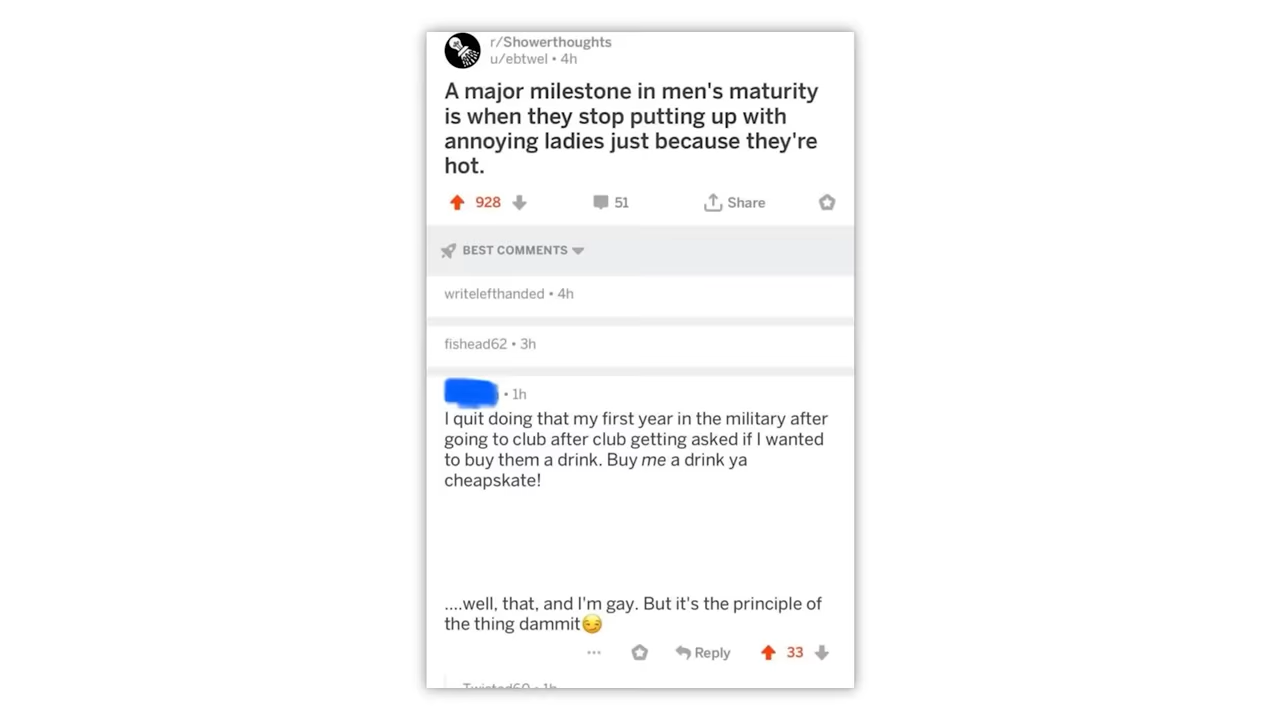 r/Showerthoughts
u/ebtwel • 4h
A major milestone in men's maturity
is when they stop putting up with
annoying ladies just because they're
hot.
928
51
Share
BEST COMMENTS
writelefthanded • 4h
fishead62 • 3h
• 1h
I quit doing that my first year in the military after
going to club after club getting asked if I wanted
to buy them a drink. Buy me a drink ya
cheapskate!
....well, that, and I'm gay. But it's the principle of
the thing dammit😏
Reply
33